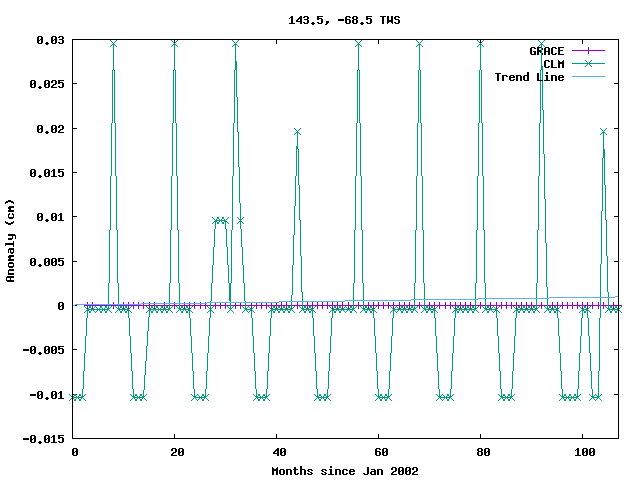 143.5, -68.5 TWS
GRACE
CLM
Trend Line
0.03
0.025
0.02
0.015
0.01
0.005
0
-0.005
-0.01
-0.015
Anomaly (cm)
0 20 40 60 80 100
Months since Jan 2002